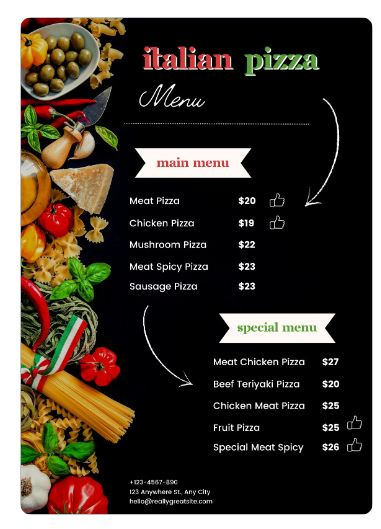 italian pizza
Menu
main menu
Meat Pizza $20
Chicken Pizza $19
Mushroom Pizza $22
Meat Spicy Pizza $23
Sausage Pizza $23
special menu
Meat Chicken Pizza $27
Beef Teriyaki Pizza $20
Chicken Meat Pizza $25
Fruit Pizza $25
Special Meat Spicy $26
+123-4567-890
123 Anywhere St, Any City
hello@reallygreatsite.com